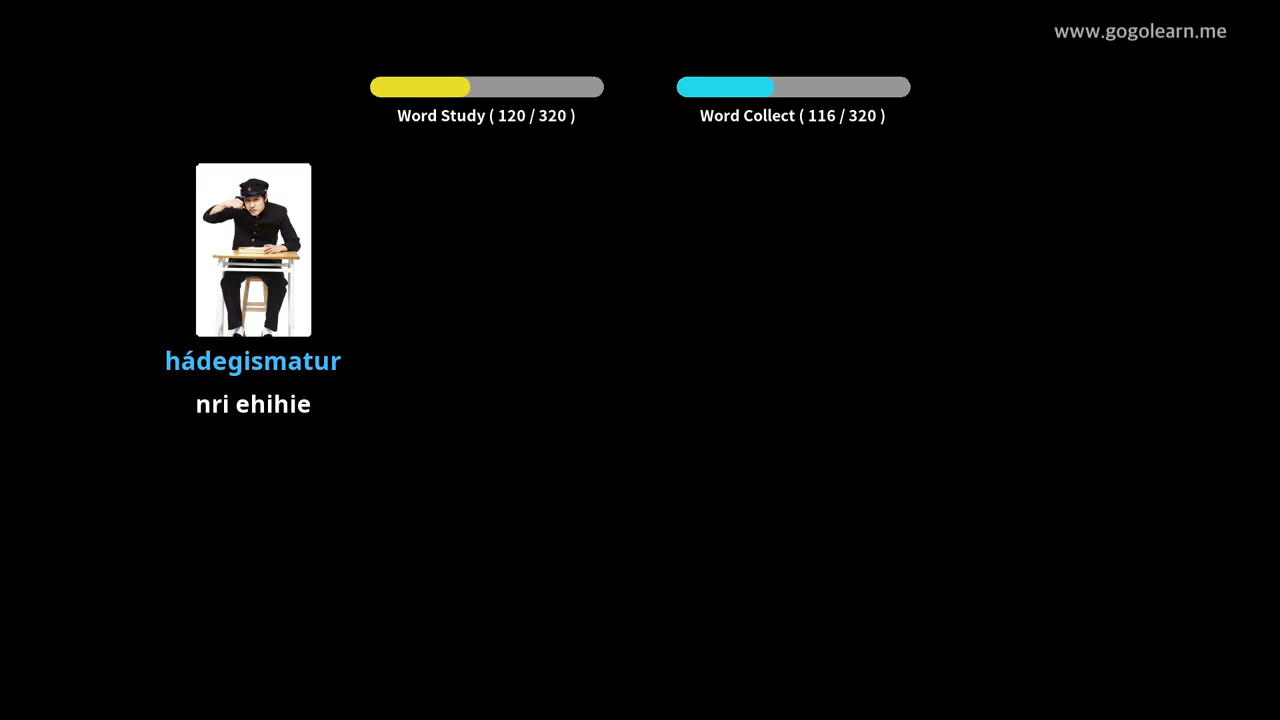 www.gogolearn.me
Word Study ( 120 / 320 )
Word Collect ( 116 / 320 )
hádegismatur
nri ehihie